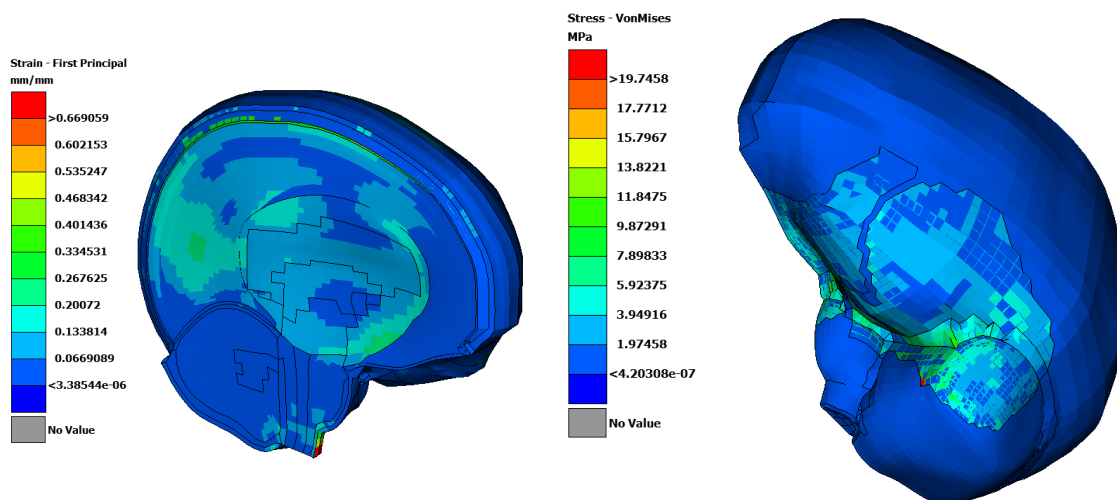 Strain - First Principal
mm/mm
>0.669059
0.602153
0.535247
0.468342
0.401436
0.334531
0.267625
0.20072
0.133814
0.0669089
<3.38544e-06
No Value
Stress - VonMises
MPa
>19.7458
17.7712
15.7967
13.8221
11.8475
9.87291
7.89833
5.92375
3.94916
1.97458
<4.20308e-07
No Value